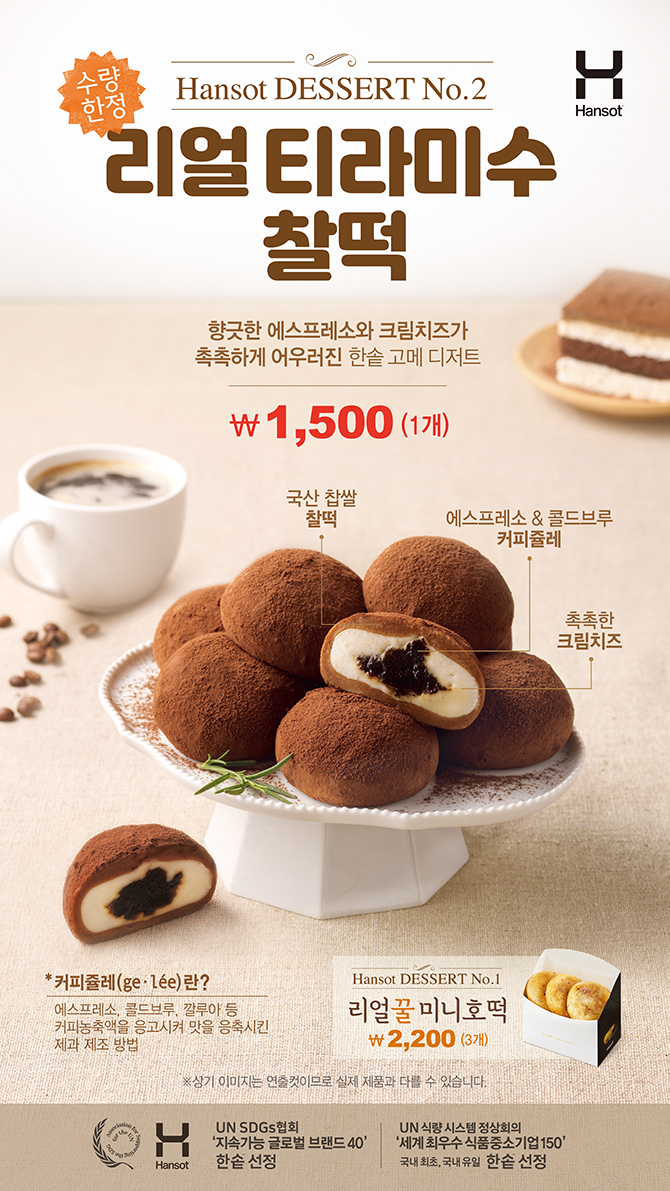 수량
한정
Hansot DESSERT No.2
Hansot
리얼 티라미수
찰떡
향긋한 에스프레소와 크림치즈가
촉촉하게 어우러진 한솥 고메 디저트
₩1,500 (1개)
국산 찹쌀
찰떡
에스프레소 & 콜드브루
커피쥴레
촉촉한
크림치즈
*커피쥴레(ge·lée)란?
에스프레소, 콜드브루, 깔루아 등
커피농축액을 응고시켜 맛을 응축시킨
제과 제조 방법
Hansot DESSERT No.1
리얼 꿀 미니호떡
₩2,200 (3개)
※상기 이미지는 연출컷이므로 실제 제품과 다를 수 있습니다.
Association for supporting the SDGs
for the UN
Hansot
UN SDGs협회
‘지속가능 글로벌 브랜드 40’
한솥 선정
UN 식량 시스템 정상회의
‘세계 최우수 식품중소기업 150’
국내 최초, 국내 유일 한솥 선정